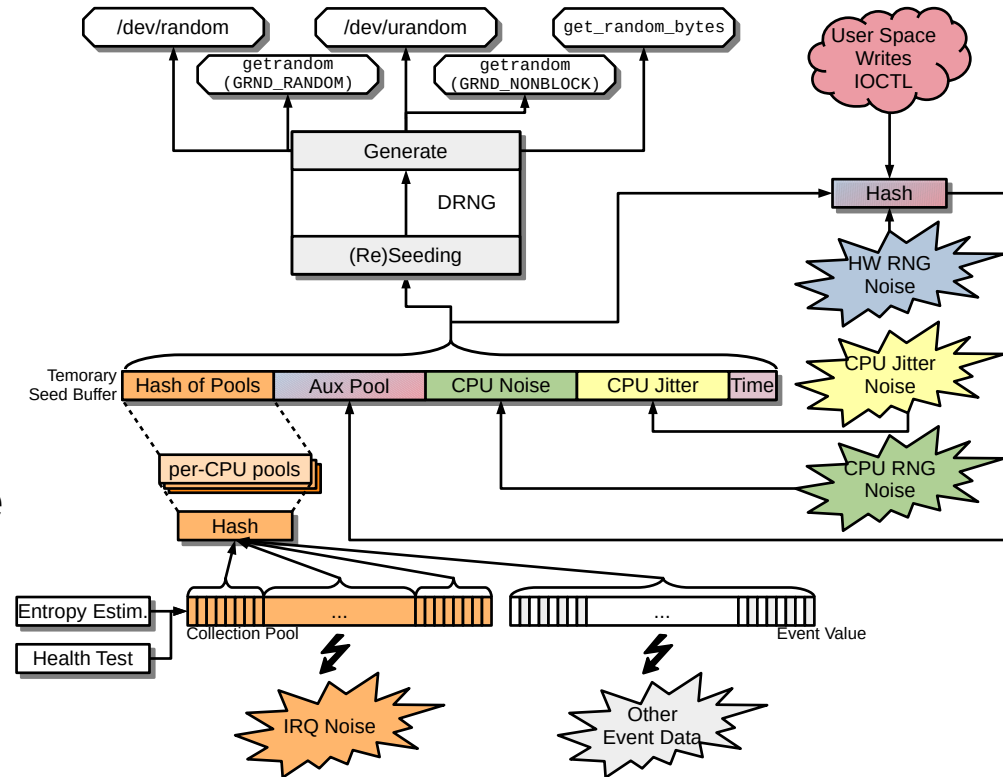 /dev/random
/dev/urandom
get_random_bytes
getrandom
(GRND_RANDOM)
getrandom
(GRND_NONBLOCK)
User Space
Writes
IOCTL
Generate
DRNG
(Re)Seeding
Hash
HW RNG
Noise
Temorary
Seed Buffer
Hash of Pools
Aux Pool
CPU Noise
CPU Jitter
Time
CPU Jitter
Noise
per-CPU pools
CPU RNG
Noise
e
Hash
Entropy Estim.
...
...
Collection Pool
Event Value
Health Test
IRQ Noise
Other
Event Data